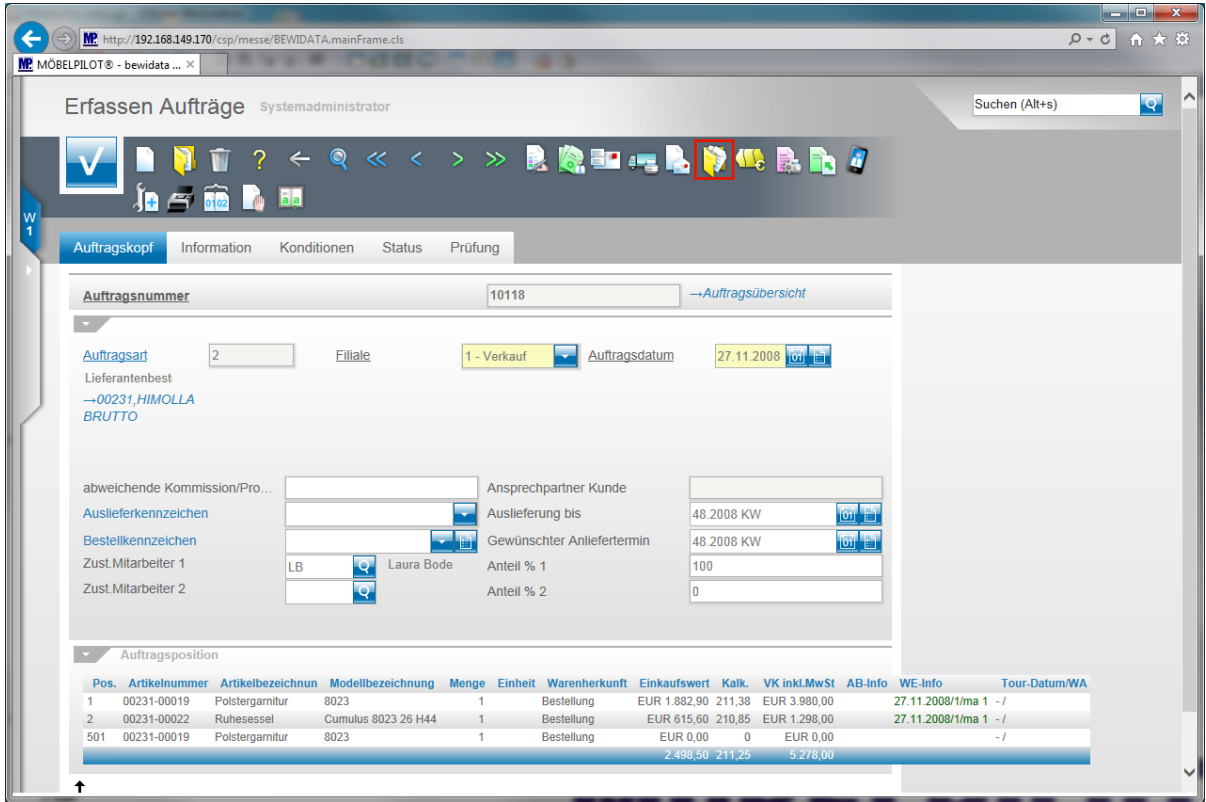 http://192.168.149.170/csp/messe/BEWIDATA.mainFrame.cls
MP MÖBELPILOT® - bewidata ... ×
Erfassen Aufträge Systemadministrator
Suchen (Alt+s)
W
1
Auftragskopf Information Konditionen Status Prüfung
Auftragsnummer 10118 →Auftragsübersicht
Auftragsart 2 Filiale 1 - Verkauf Auftragsdatum 27.11.2008
Lieferantenbest
→00231,HIMOLLA
BRUTTO
abweichende Kommission/Pro... Ansprechpartner Kunde
Auslieferkennzeichen Auslieferung bis 48.2008 KW
Bestellkennzeichen Gewünschter Anliefertermin 48.2008 KW
Zust.Mitarbeiter 1 LB Laura Bode Anteil % 1 100
Zust.Mitarbeiter 2 Anteil % 2 0
Auftragsposition
Pos. Artikelnummer Artikelbezeichnun Modellbezeichnung Menge Einheit Warenherkunft Einkaufswert Kalk. VK inkl.MwSt AB-Info WE-Info Tour-Datum/WA
1 00231-00019 Polstergarnitur 8023 1 Bestellung EUR 1.882,90 211,38 EUR 3.980,00 27.11.2008/1/ma 1 - /
2 00231-00022 Ruhesessel Cumulus 8023 26 H44 1 Bestellung EUR 615,60 210,85 EUR 1.298,00 27.11.2008/1/ma 1 - /
501 00231-00019 Polstergarnitur 8023 1 Bestellung EUR 0,00 0 EUR 0,00 - /
2.498,50 211,25 5.278,00